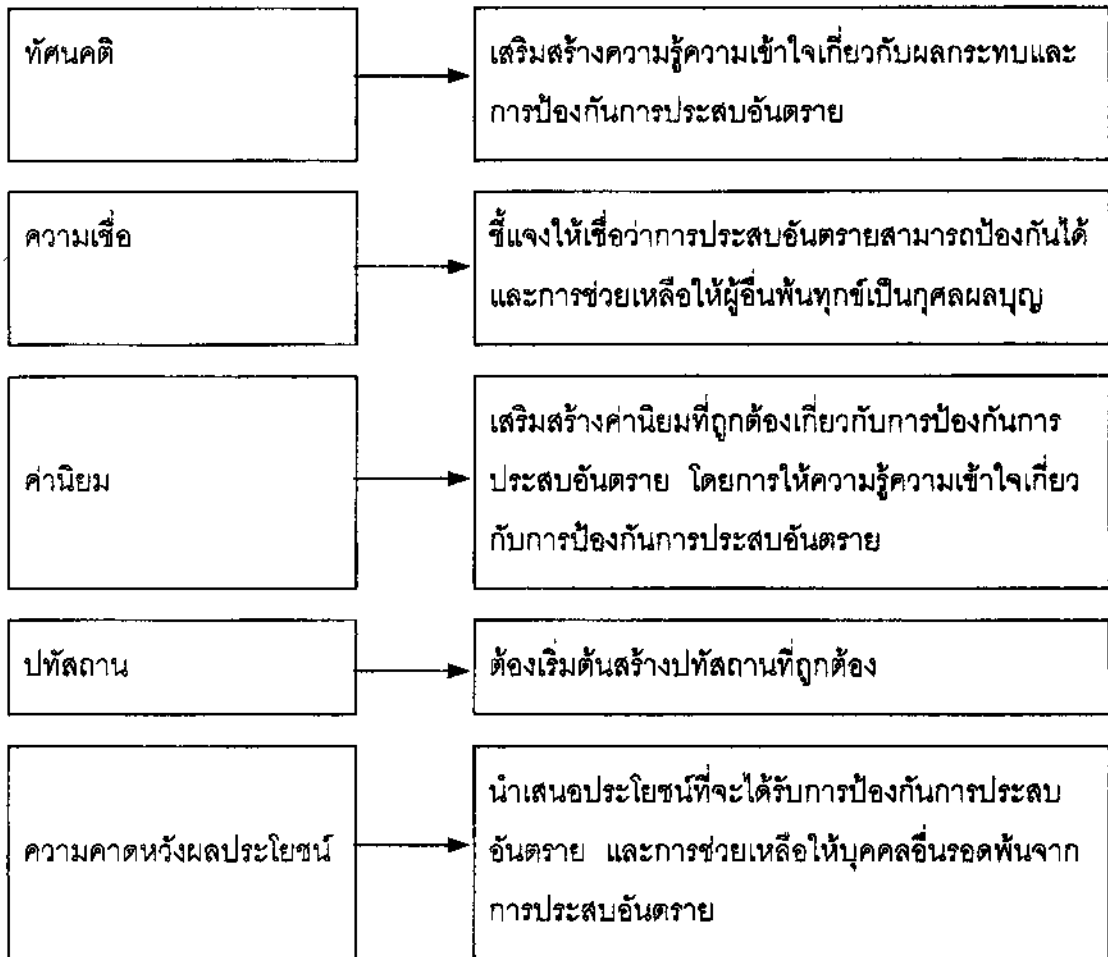 ทัศนคติ
เสริมสร้างความรู้ความเข้าใจเกี่ยวกับผลกระทบและ
การป้องกันการประสบอันตราย
ความเชื่อ
ชี้แจงให้เชื่อว่าการประสบอันตรายสามารถป้องกันได้
และการช่วยเหลือให้ผู้อื่นพ้นทุกข์เป็นกุศลผลบุญ
ค่านิยม
เสริมสร้างค่านิยมที่ถูกต้องเกี่ยวกับการป้องกันการ
ประสบอันตราย โดยการให้ความรู้ความเข้าใจเกี่ยว
กับการป้องกันการประสบอันตราย
ปทัสถาน
ต้องเริ่มต้นสร้างปทัสถานที่ถูกต้อง
ความคาดหวังผลประโยชน์
นำเสนอประโยชน์ที่จะได้รับการป้องกันการประสบ
อันตราย และการช่วยเหลือให้บุคคลอื่นรอดพ้นจาก
การประสบอันตราย